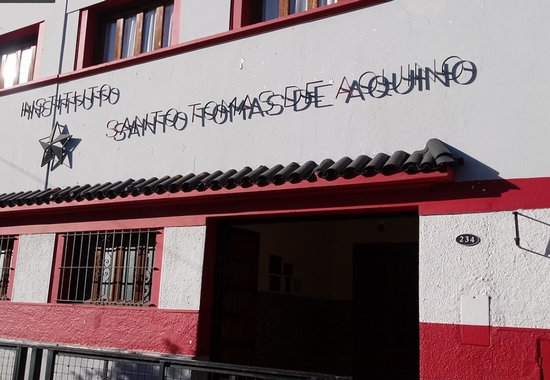 INSTITUTO
SANTO TOMAS DE AQUINO
234